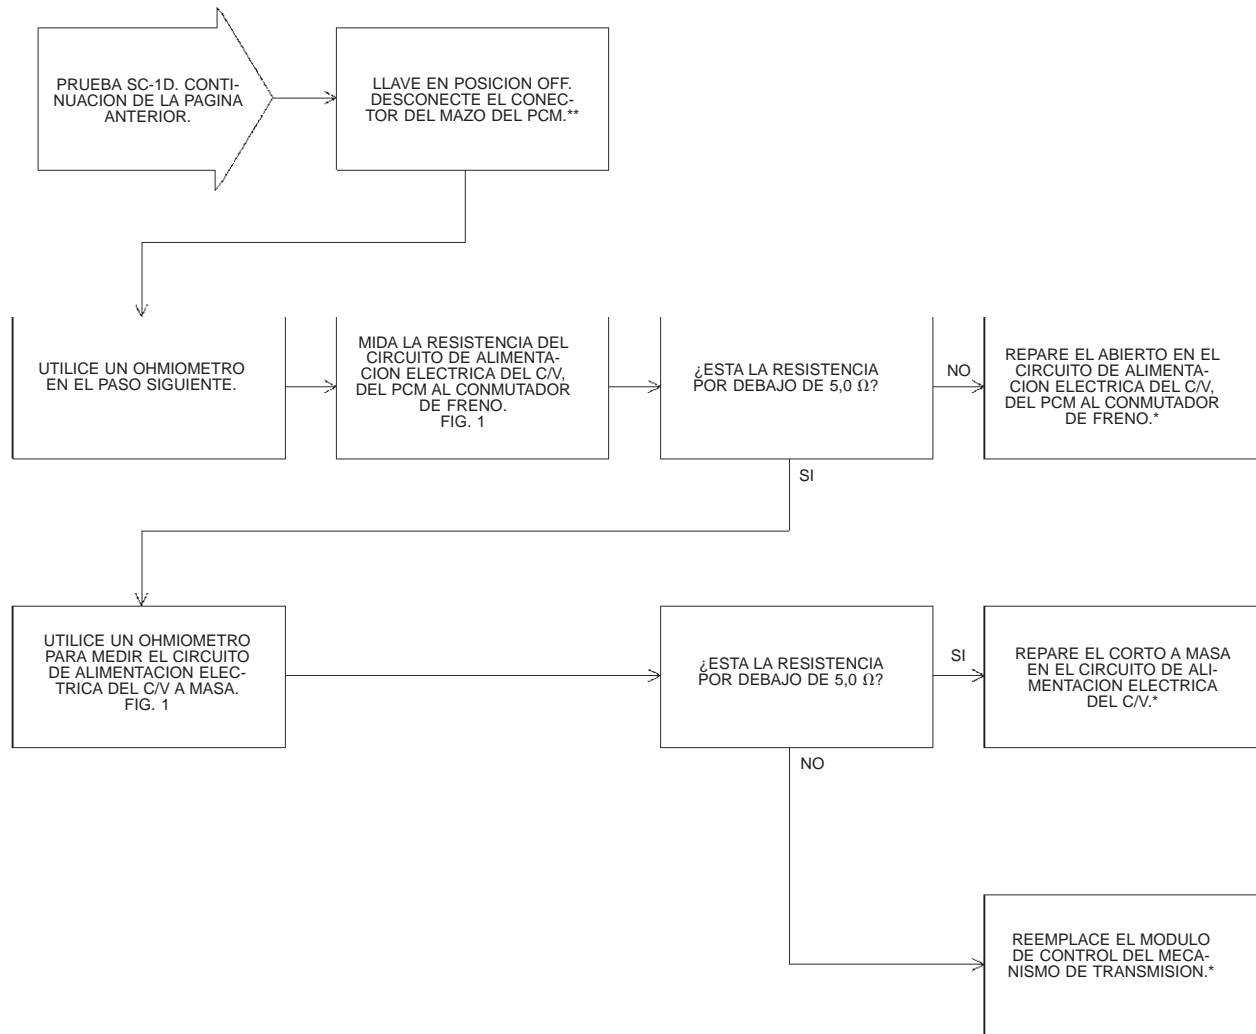 PRUEBA SC-1D. CONTI-
NUACION DE LA PAGINA
ANTERIOR.
LLAVE EN POSICION OFF.
DESCONECTE EL CONEC-
TOR DEL MAZO DEL PCM.**
UTILICE UN OHMIOMETRO
EN EL PASO SIGUIENTE.
MIDA LA RESISTENCIA DEL
CIRCUITO DE ALIMENTA-
CION ELECTRICA DEL C/V,
DEL PCM AL CONMUTADOR
DE FRENO.
FIG. 1
¿ESTA LA RESISTENCIA
POR DEBAJO DE 5,0 Ω?
NO
REPARE EL ABIERTO EN EL
CIRCUITO DE ALIMENTA-
CION ELECTRICA DEL C/V,
DEL PCM AL CONMUTADOR
DE FRENO.*
SI
UTILICE UN OHMIOMETRO
PARA MEDIR EL CIRCUITO
DE ALIMENTACION ELEC-
TRICA DEL C/V A MASA.
FIG. 1
¿ESTA LA RESISTENCIA
POR DEBAJO DE 5,0 Ω?
SI
REPARE EL CORTO A MASA
EN EL CIRCUITO DE ALI-
MENTACION ELECTRICA
DEL C/V.*
NO
REEMPLACE EL MODULO
DE CONTROL DEL MECA-
NISMO DE TRANSMISION.*